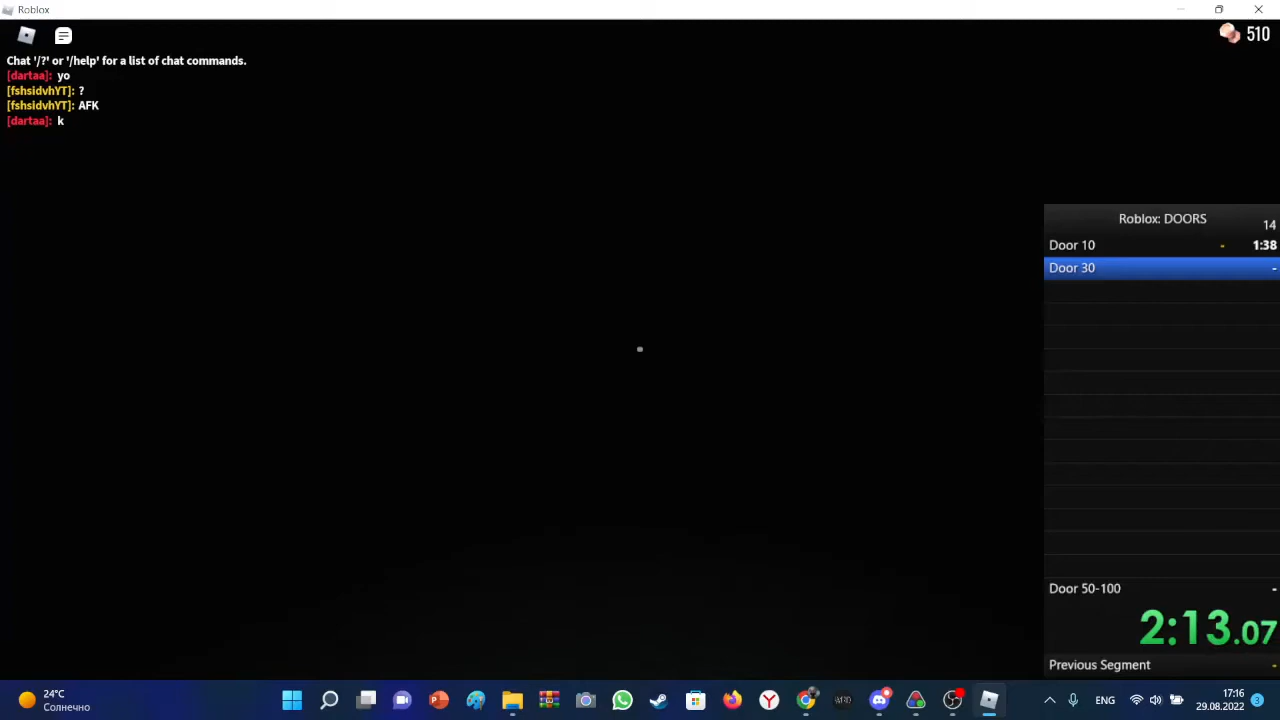 Roblox
510
Chat '/?' or '/help' for a list of chat commands.
[dartaa]: yo
[fshsidvhYT]: ?
[fshsidvhYT]: AFK
[dartaa]: k
Roblox: DOORS
14
Door 10 - 1:38
Door 30 -
Door 50-100 -
2:13.07
Previous Segment -
24°C
Солнечно
ENG
17:16
29.08.2022
3